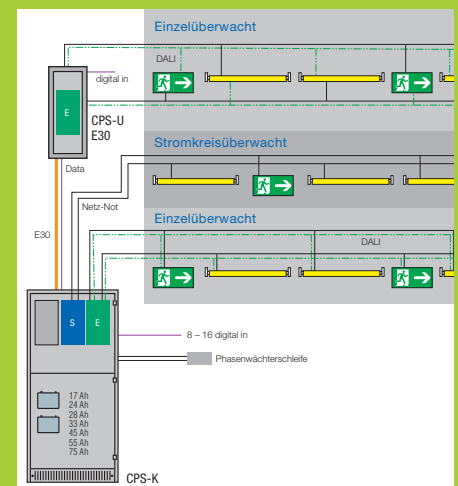 Einzelüberwacht
DALI
digital in
E
CPS-U
E30
Stromkreisüberwacht
Data
Netz-Not
Einzelüberwacht
E30
DALI
S
E
8 – 16 digital in
Phasenwächterschleife
17 Ah
24 Ah
28 Ah
33 Ah
45 Ah
55 Ah
75 Ah
CPS-K